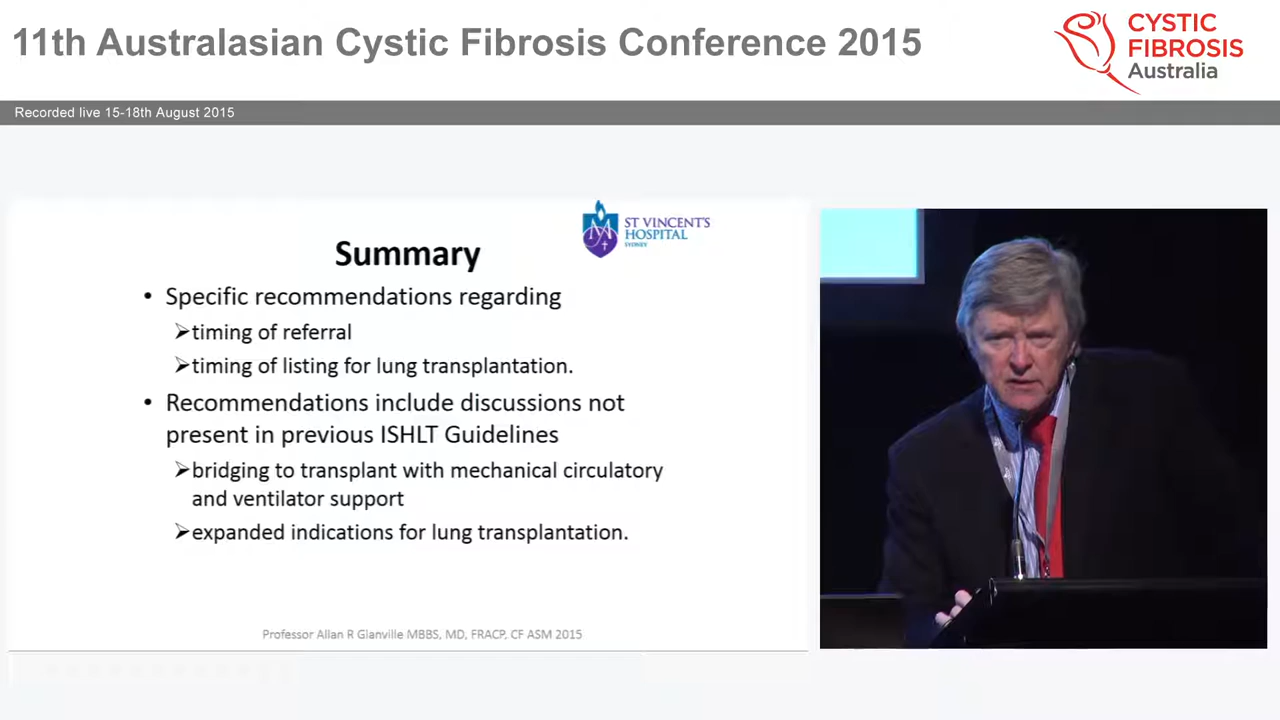 11th Australasian Cystic Fibrosis Conference 2015
CYSTIC
FIBROSIS
Australia
Recorded live 15-18th August 2015
ST VINCENT'S
HOSPITAL
SYDNEY
Summary
• Specific recommendations regarding
➢timing of referral
➢timing of listing for lung transplantation.
• Recommendations include discussions not
present in previous ISHLT Guidelines
➢bridging to transplant with mechanical circulatory
and ventilator support
➢expanded indications for lung transplantation.
Professor Allan R Glanville MBBS, MD, FRACP, CF ASM 2015